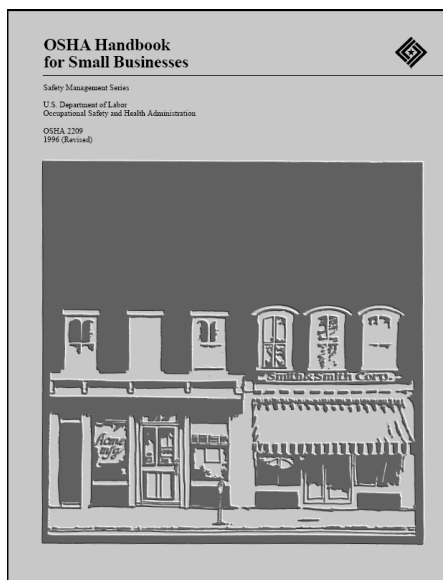 OSHA Handbook
for Small Businesses
Safety Management Series
U.S. Department of Labor
Occupational Safety and Health Administration
OSHA 2209
1996 (Revised)
Smith & Smith Corp.
Acme
mfg